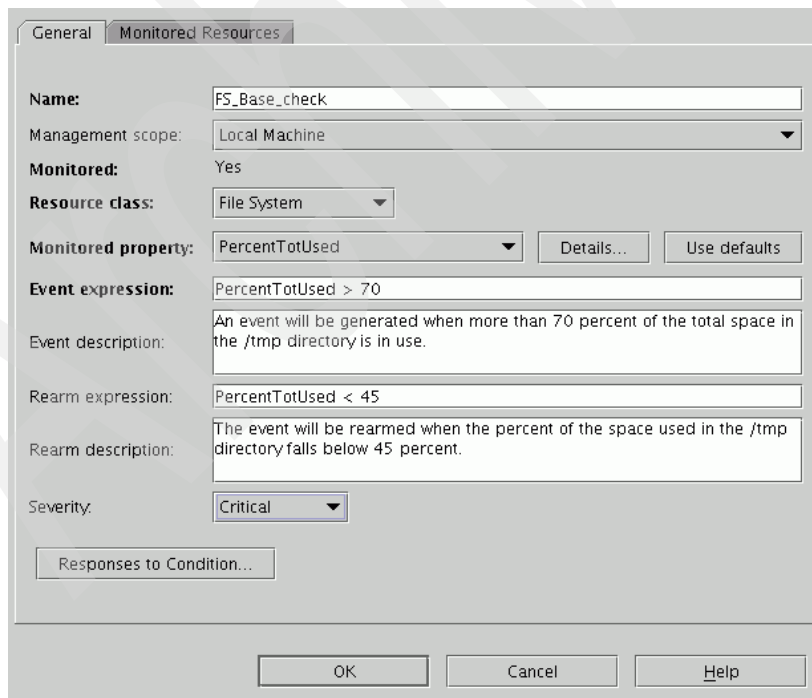 General
Monitored Resources
Name:
FS_Base_check
Management scope:
Local Machine
Monitored:
Yes
Resource class:
File System
Monitored property:
PercentTotUsed
Details...
Use defaults
Event expression:
PercentTotUsed > 70
Event description:
An event will be generated when more than 70 percent of the total space in
the /tmp directory is in use.
Rearm expression:
PercentTotUsed < 45
Rearm description:
The event will be rearmed when the percent of the space used in the /tmp
directory falls below 45 percent.
Severity:
Critical
Responses to Condition...
OK
Cancel
Help